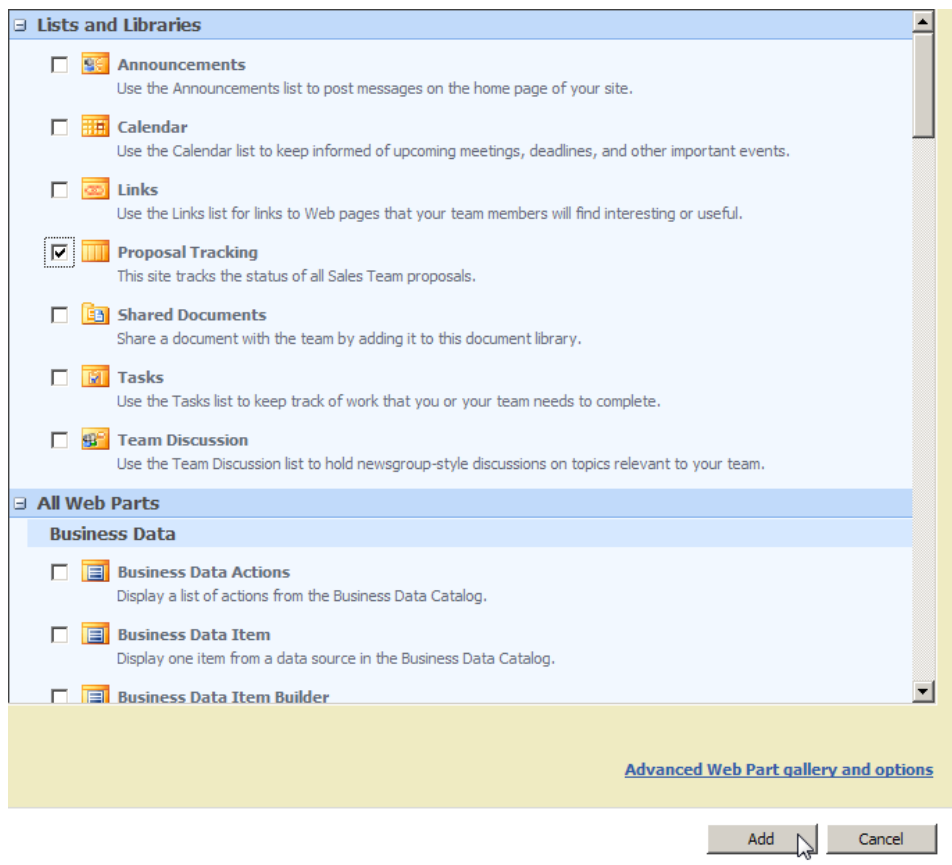 Lists and Libraries
Announcements
Use the Announcements list to post messages on the home page of your site.
Calendar
Use the Calendar list to keep informed of upcoming meetings, deadlines, and other important events.
Links
Use the Links list for links to Web pages that your team members will find interesting or useful.
Proposal Tracking
This site tracks the status of all Sales Team proposals.
Shared Documents
Share a document with the team by adding it to this document library.
Tasks
Use the Tasks list to keep track of work that you or your team needs to complete.
Team Discussion
Use the Team Discussion list to hold newsgroup-style discussions on topics relevant to your team.
All Web Parts
Business Data
Business Data Actions
Display a list of actions from the Business Data Catalog.
Business Data Item
Display one item from a data source in the Business Data Catalog.
Business Data Item Builder
Advanced Web Part gallery and options
Add Cancel